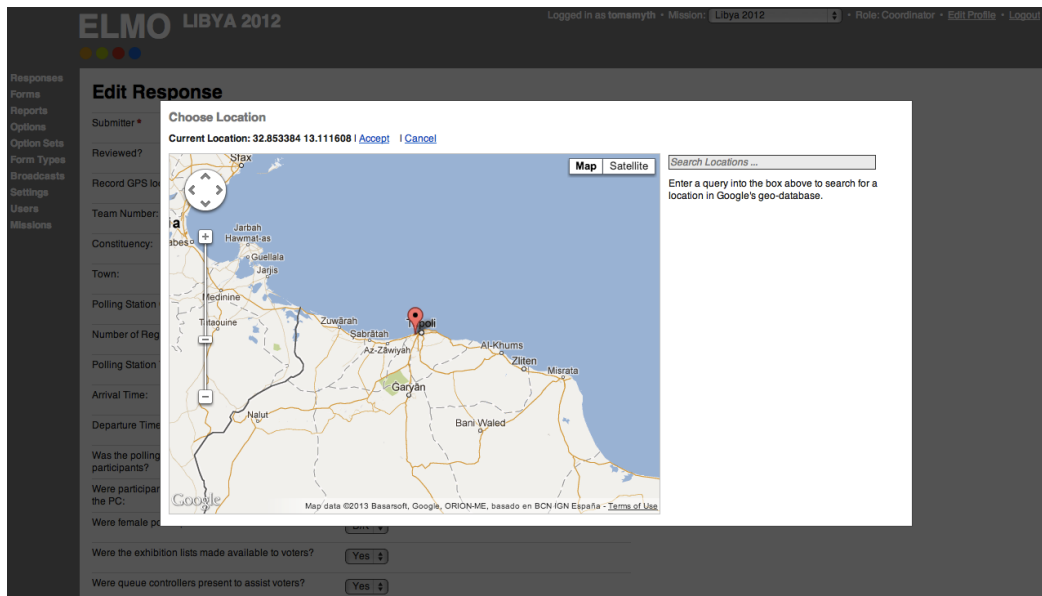 ELMO LIBYA 2012
Logged in as tomsmyth • Mission: Libya 2012 • Role: Coordinator • Edit Profile • Logout
Responses
Forms
Reports
Options
Option Sets
Form Types
Broadcasts
Settings
Users
Missions
Edit Response
Submitter *
Reviewed?
Record GPS
Team Number:
Constituency:
Town:
Polling Station
Number of Reg
Polling Station
Arrival Time:
Departure Time
Was the polling
participants?
Were participan
the PC:
Were female po
Were the exhibition lists made available to voters? Yes
Were queue controllers present to assist voters? Yes
Choose Location
Current Location: 32.853384 13.111608 | Accept | Cancel
Map Satellite
Search Locations ...
Enter a query into the box above to search for a
location in Google's geo-database.
Sfax
Jarbah
Hawmat-as
Guellala
Jarjis
Medinine
Tataouine
Zuwārah
Şabrātah
Az-Zāwiyah
Al-Khums
Zliten
Misrata
Garyān
Nalut
Bani Waled
Google
Map data ©2013 Basarsoft, Google, ORION-ME, basado en BCN IGN España - Terms of Use